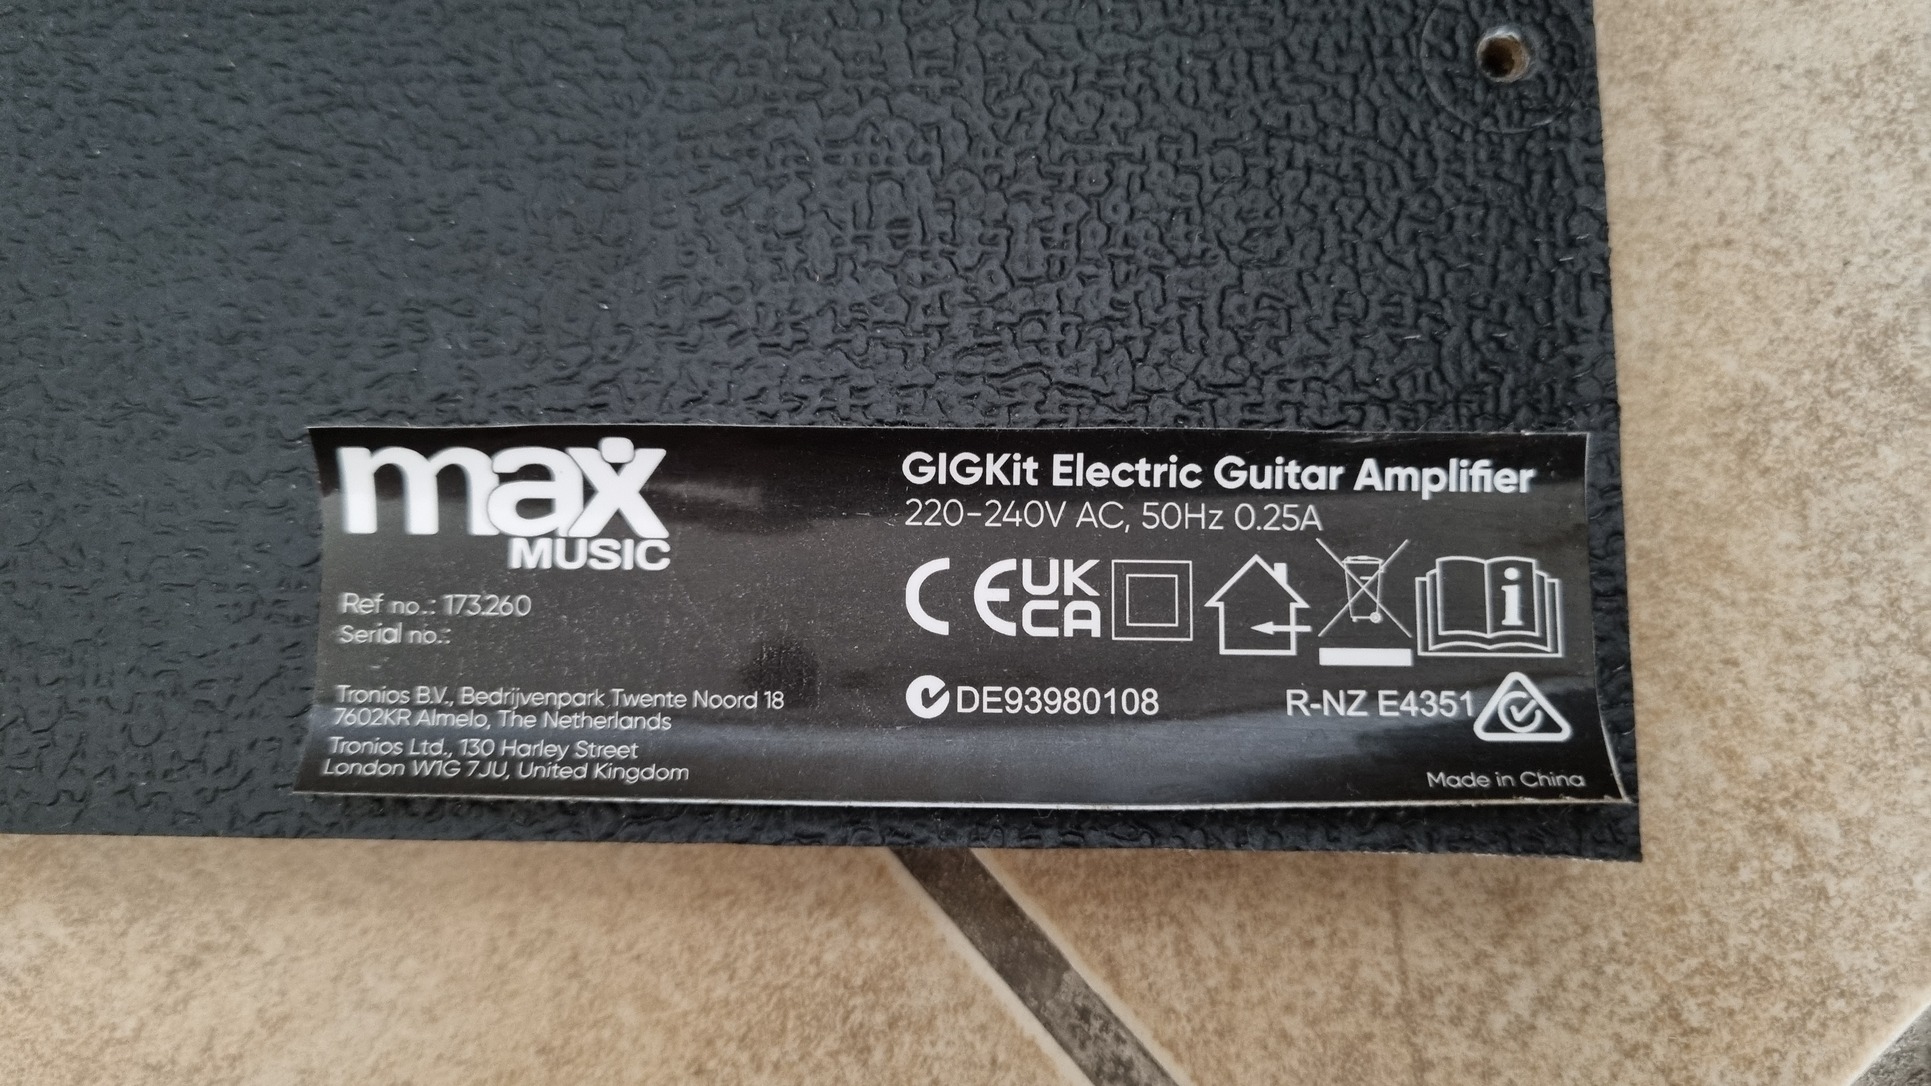 max
MUSIC
Ref no.: 173.260
Serial no.:
Tronios B.V., Bedrijvenpark Twente Noord 18
7602KR Almelo, The Netherlands
Tronios Ltd., 130 Harley Street
London W1G 7JU, United Kingdom
GIGKit Electric Guitar Amplifier
220-240V AC, 50Hz 0.25A
CE UK
CA
i
DE93980108
R-NZ E4351
Made in China